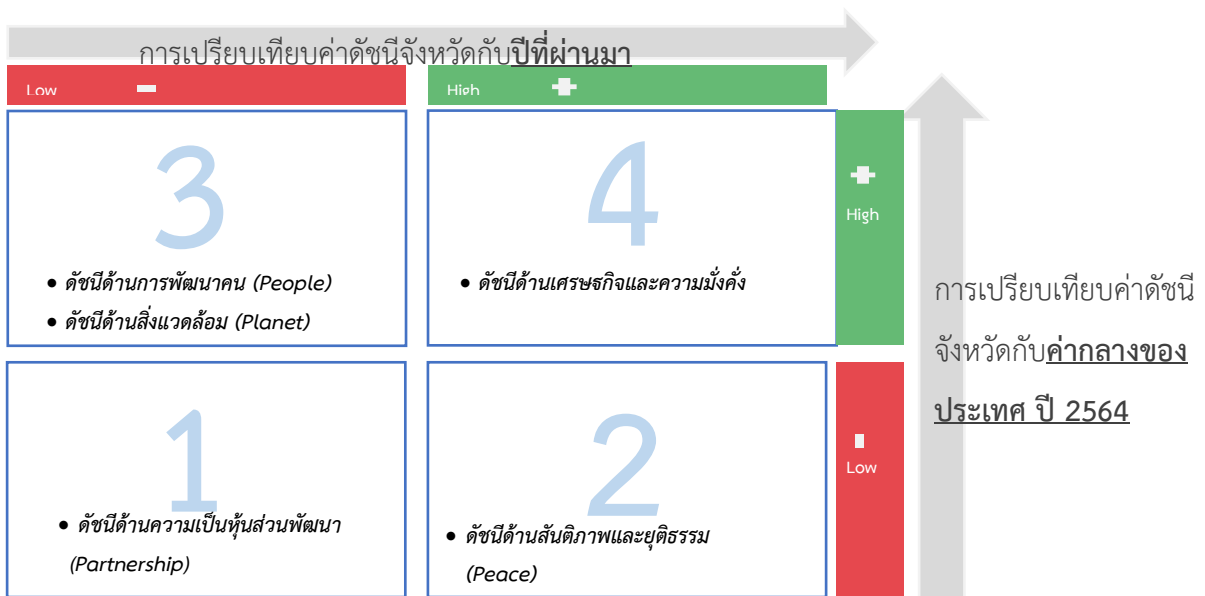 การเปรียบเทียบค่าดัชนีจังหวัดกับปีที่ผ่านมา
Low
High
3
• ดัชนีด้านการพัฒนาคน (People)
• ดัชนีด้านสิ่งแวดล้อม (Planet)
4
• ดัชนีด้านเศรษฐกิจและความมั่งคั่ง
High
การเปรียบเทียบค่าดัชนี
จังหวัดกับค่ากลางของ
ประเทศ ปี 2564
1
• ดัชนีด้านความเป็นหุ้นส่วนพัฒนา
(Partnership)
2
• ดัชนีด้านสันติภาพและยุติธรรม
(Peace)
Low